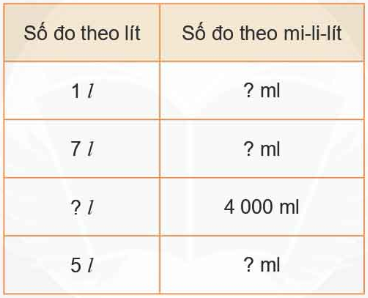 Số đo theo lít Số đo theo mi-li-lít
1 l ? ml
7 l ? ml
? l 4 000 ml
5 l ? ml